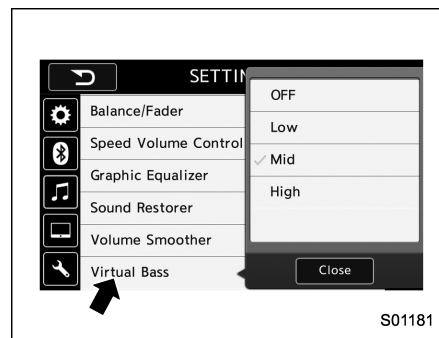 SETTIN
Balance/Fader
Speed Volume Control
Graphic Equalizer
Sound Restorer
Volume Smoother
Virtual Bass
OFF
Low
Mid
High
Close
S01181